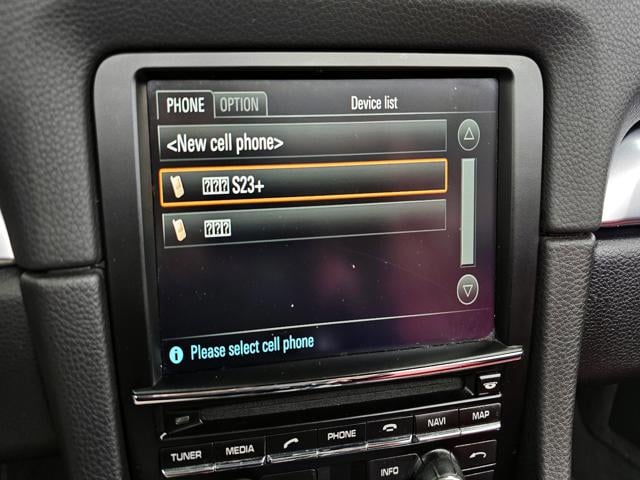 PHONE OPTION Device list
<New cell phone>
⍰⍰⍰ S23+
⍰⍰⍰
i Please select cell phone
TUNER MEDIA PHONE NAVI MAP
INFO